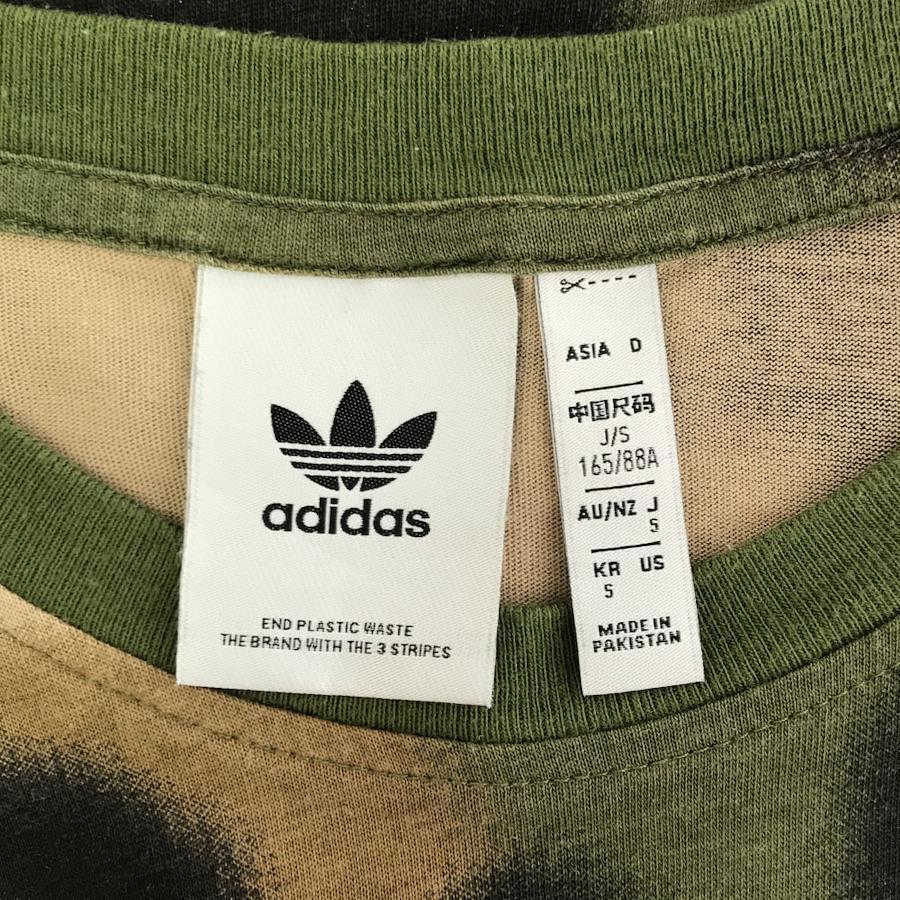 adidas
END PLASTIC WASTE
THE BRAND WITH THE 3 STRIPES
ASIA D
中国尺码
J/S
165/88A
AU/NZ J
S
KR US
S
MADE IN
PAKISTAN